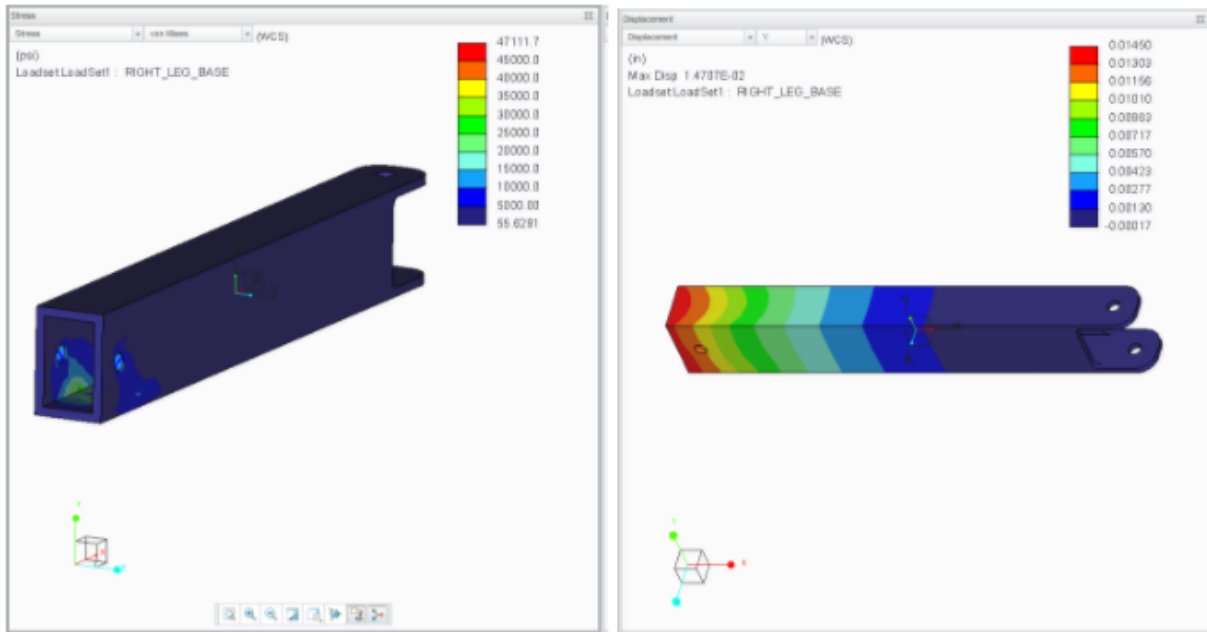 Stress
Stress von Mises (WCS)
(psi)
Loadset:LoadSet1 : RIGHT_LEG_BASE
47111.7
45000.0
40000.0
35000.0
30000.0
25000.0
20000.0
15000.0
10000.0
5000.00
55.6281
Y
X
Z
Displacement
Displacement Y (WCS)
(in)
Max Disp 1.4707E-02
Loadset:LoadSet1 : RIGHT_LEG_BASE
0.01450
0.01303
0.01156
0.01010
0.00863
0.00717
0.00570
0.00423
0.00277
0.00130
-0.00017
Y
X